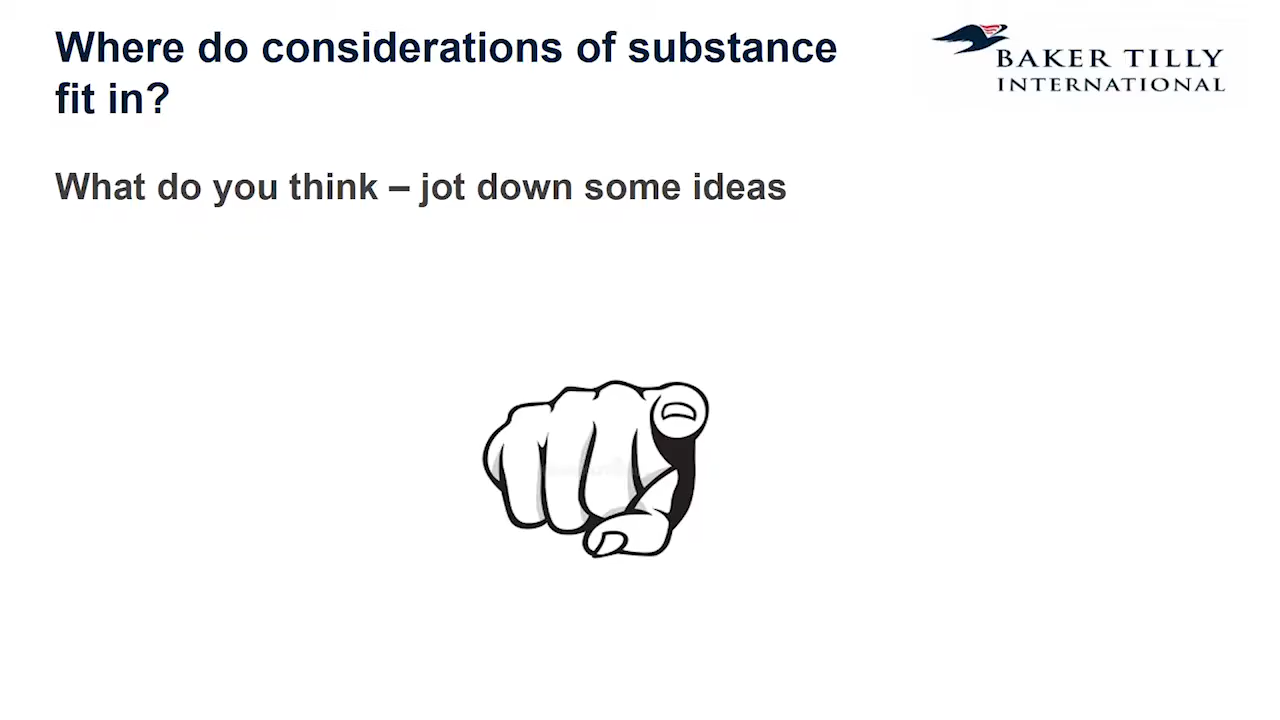 Where do considerations of substance
fit in?
BAKER TILLY
INTERNATIONAL
What do you think – jot down some ideas